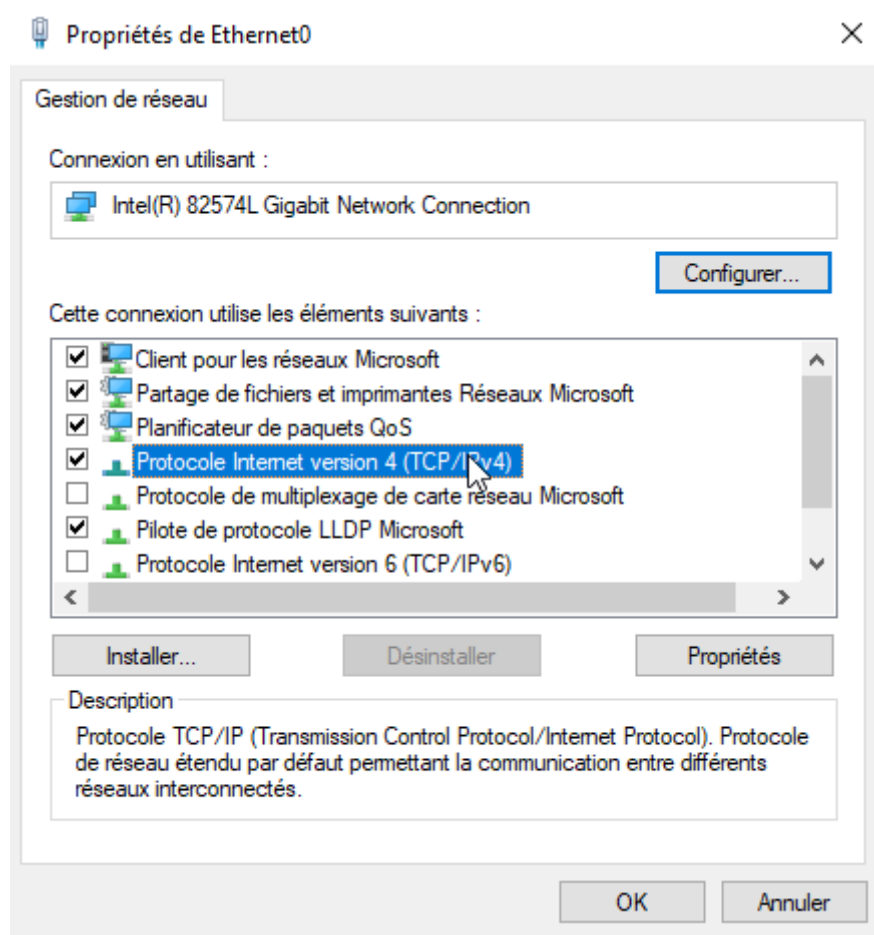 Propriétés de Ethernet0
Gestion de réseau
Connexion en utilisant :
Intel(R) 82574L Gigabit Network Connection
Configurer...
Cette connexion utilise les éléments suivants :
Client pour les réseaux Microsoft
Partage de fichiers et imprimantes Réseaux Microsoft
Planificateur de paquets QoS
Protocole Internet version 4 (TCP/IPv4)
Protocole de multiplexage de carte réseau Microsoft
Pilote de protocole LLDP Microsoft
Protocole Internet version 6 (TCP/IPv6)
Installer...
Désinstaller
Propriétés
Description
Protocole TCP/IP (Transmission Control Protocol/Internet Protocol). Protocole
de réseau étendu par défaut permettant la communication entre différents
réseaux interconnectés.
OK
Annuler